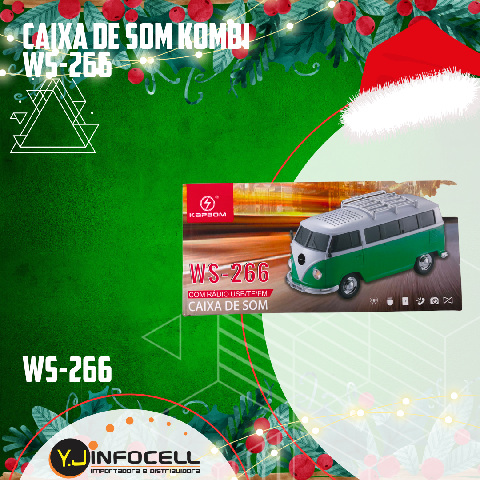 CAIXA DE SOM KOMBI
WS-266
KAPBOM
WS-266
COM RÁDIO USB/TF/FM
CAIXA DE SOM
WS-266
Y.J INFOCELL
importadora e distribuidora